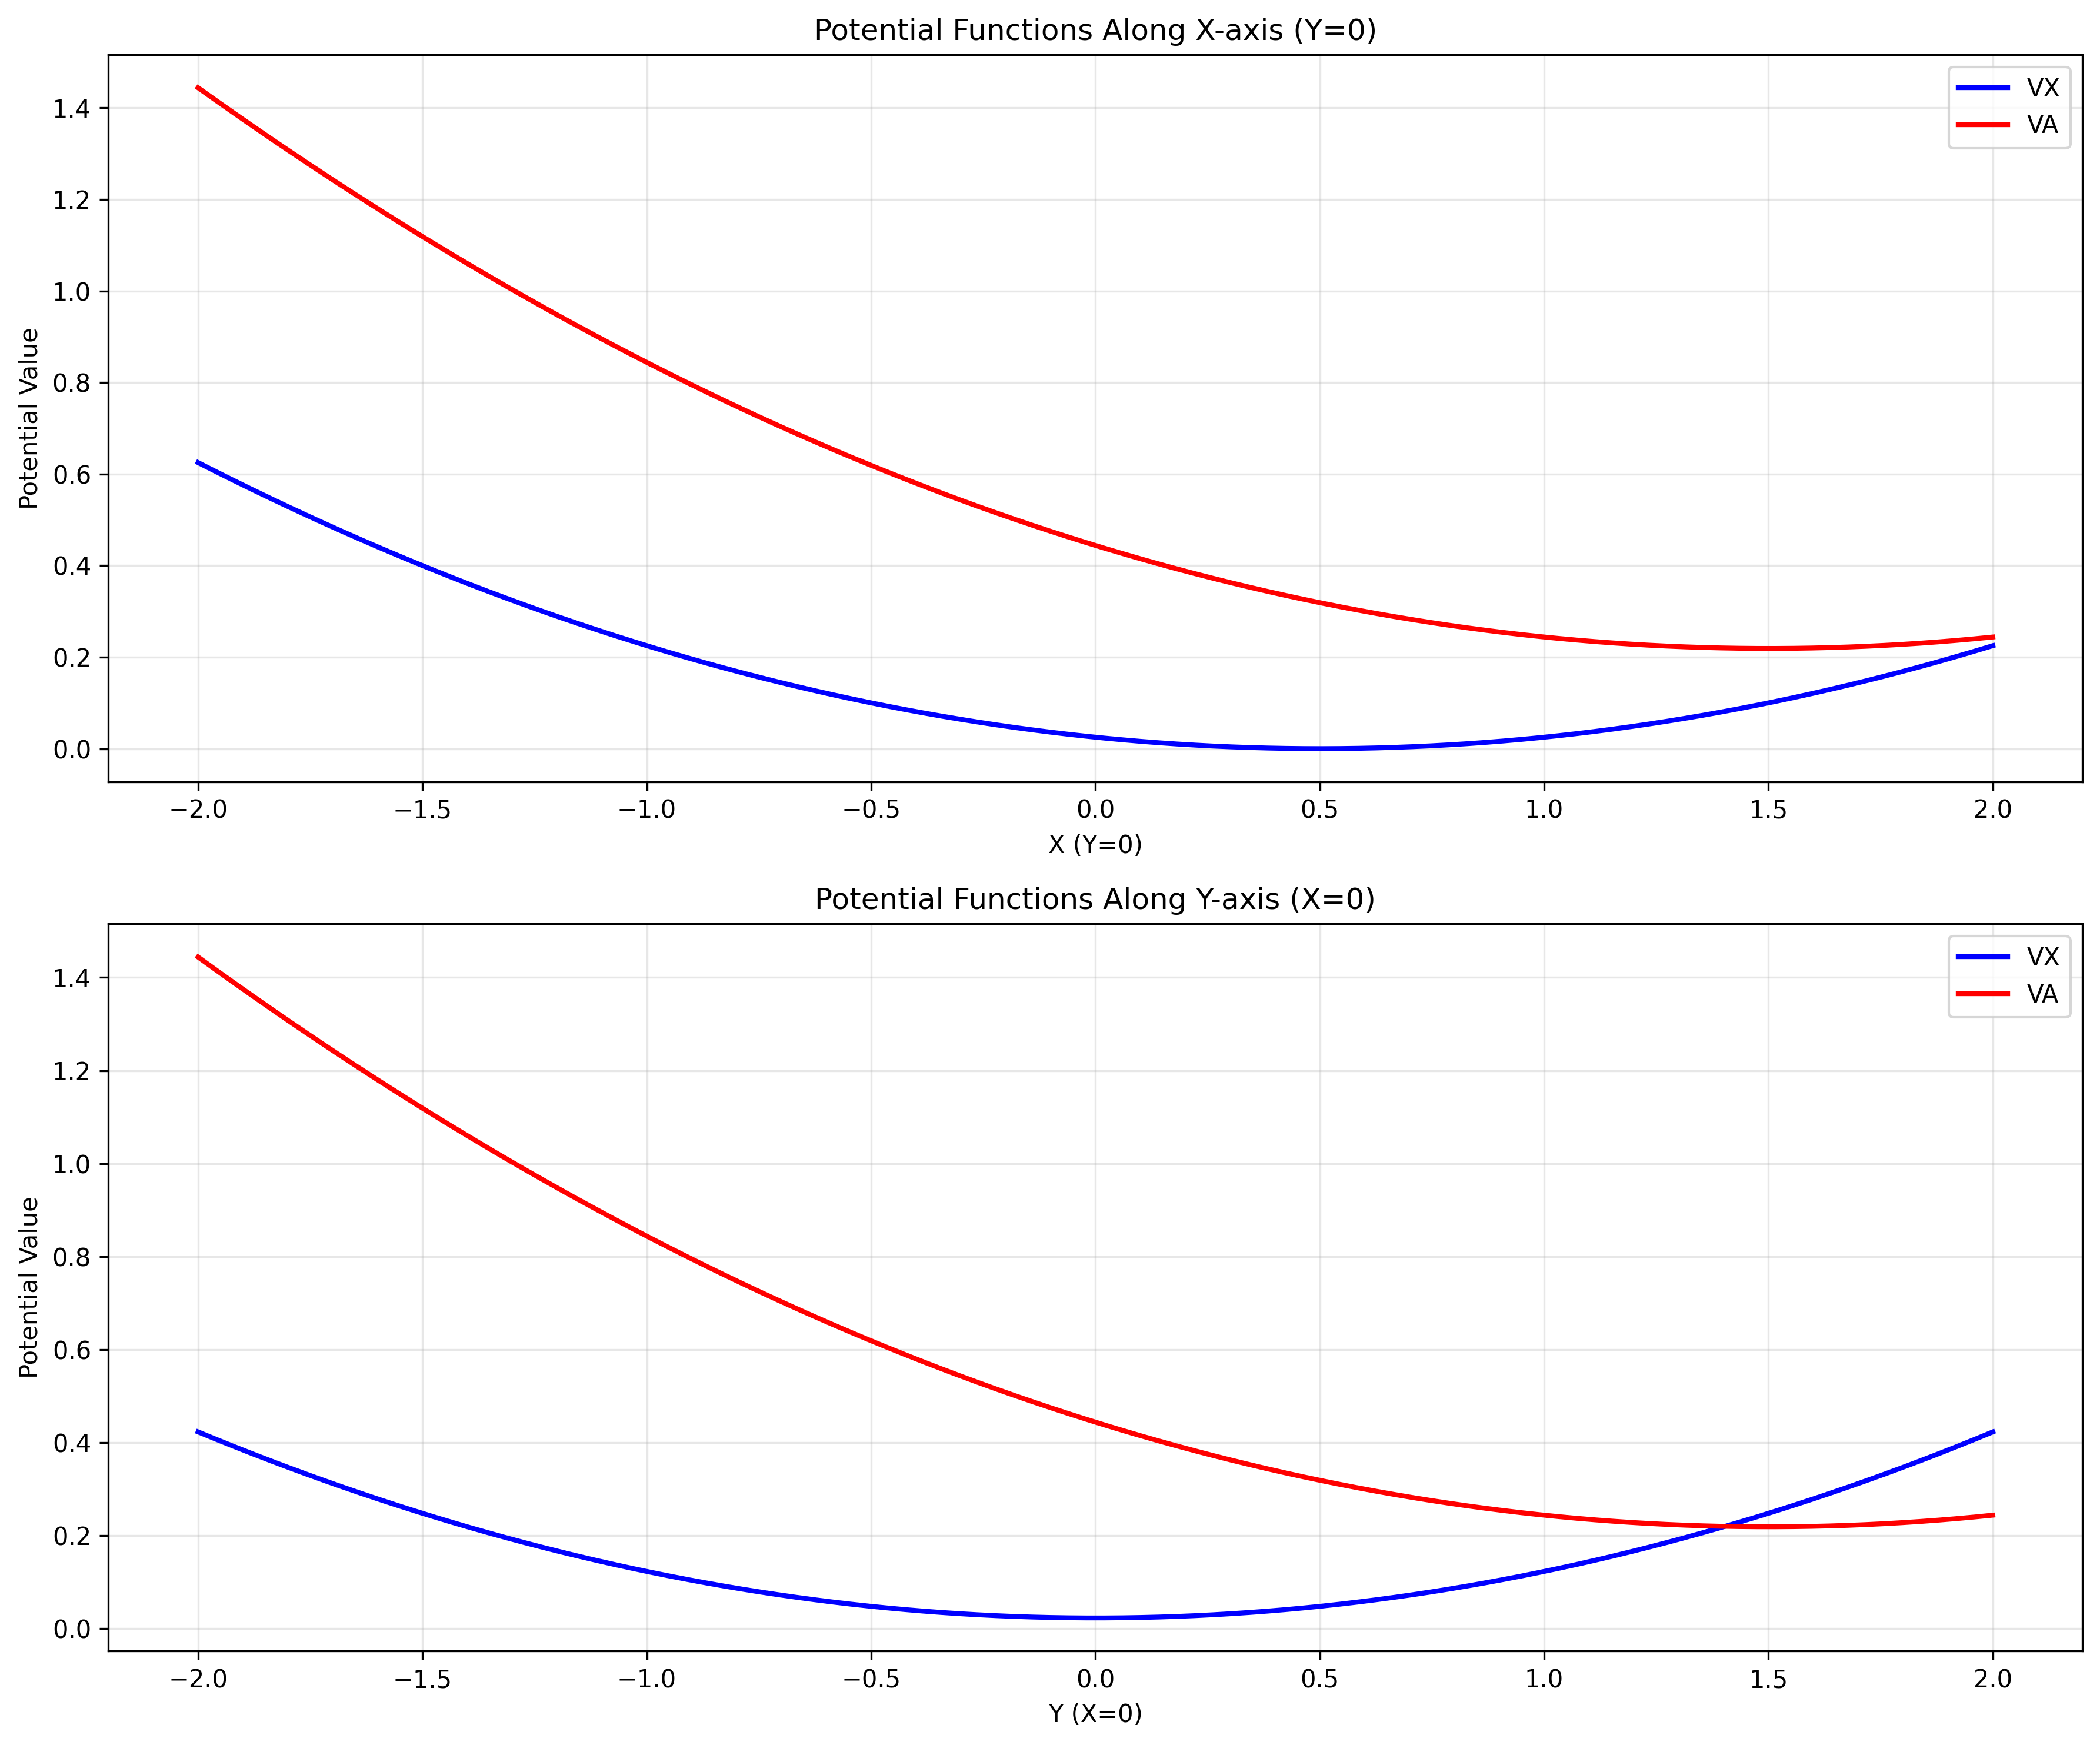 Potential Functions Along X-axis (Y=0)
VX
VA
Potential Value
1.4
1.2
1.0
0.8
0.6
0.4
0.2
0.0
−2.0 −1.5 −1.0 −0.5 0.0 0.5 1.0 1.5 2.0
X (Y=0)
Potential Functions Along Y-axis (X=0)
VX
VA
Potential Value
1.4
1.2
1.0
0.8
0.6
0.4
0.2
0.0
−2.0 −1.5 −1.0 −0.5 0.0 0.5 1.0 1.5 2.0
Y (X=0)